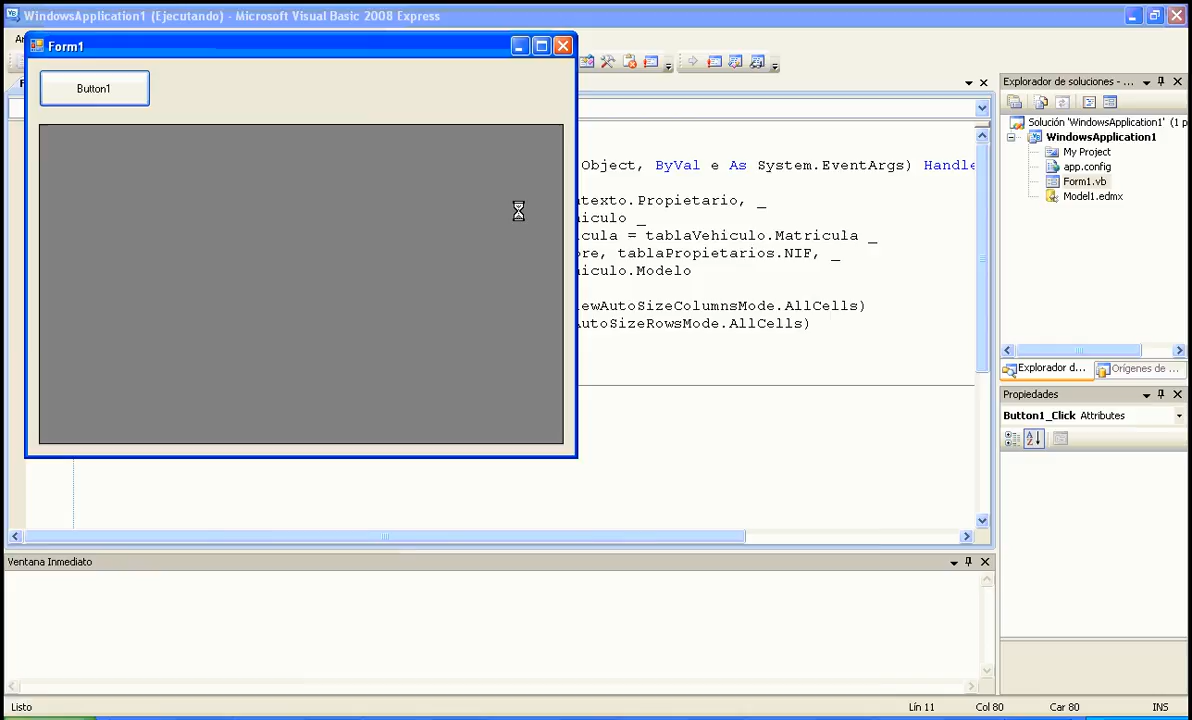 WindowsApplication1 (Ejecutando) - Microsoft Visual Basic 2008 Express
Form1
Button1
Object, ByVal e As System.EventArgs) Handle
texto.Propietario, _
iculo _
cula = tablaVehiculo.Matricula _
re, tablaPropietarios.NIF, _
iculo.Modelo
ewAutoSizeColumnsMode.AllCells)
AutoSizeRowsMode.AllCells)
Explorador de soluciones - ...
Solución 'WindowsApplication1' (1 p
WindowsApplication1
My Project
app.config
Form1.vb
Model1.edmx
Explorador d...
Orígenes de ...
Propiedades
Button1_Click Attributes
Ventana Inmediato
Listo
Lín 11
Col 80
Car 80
INS